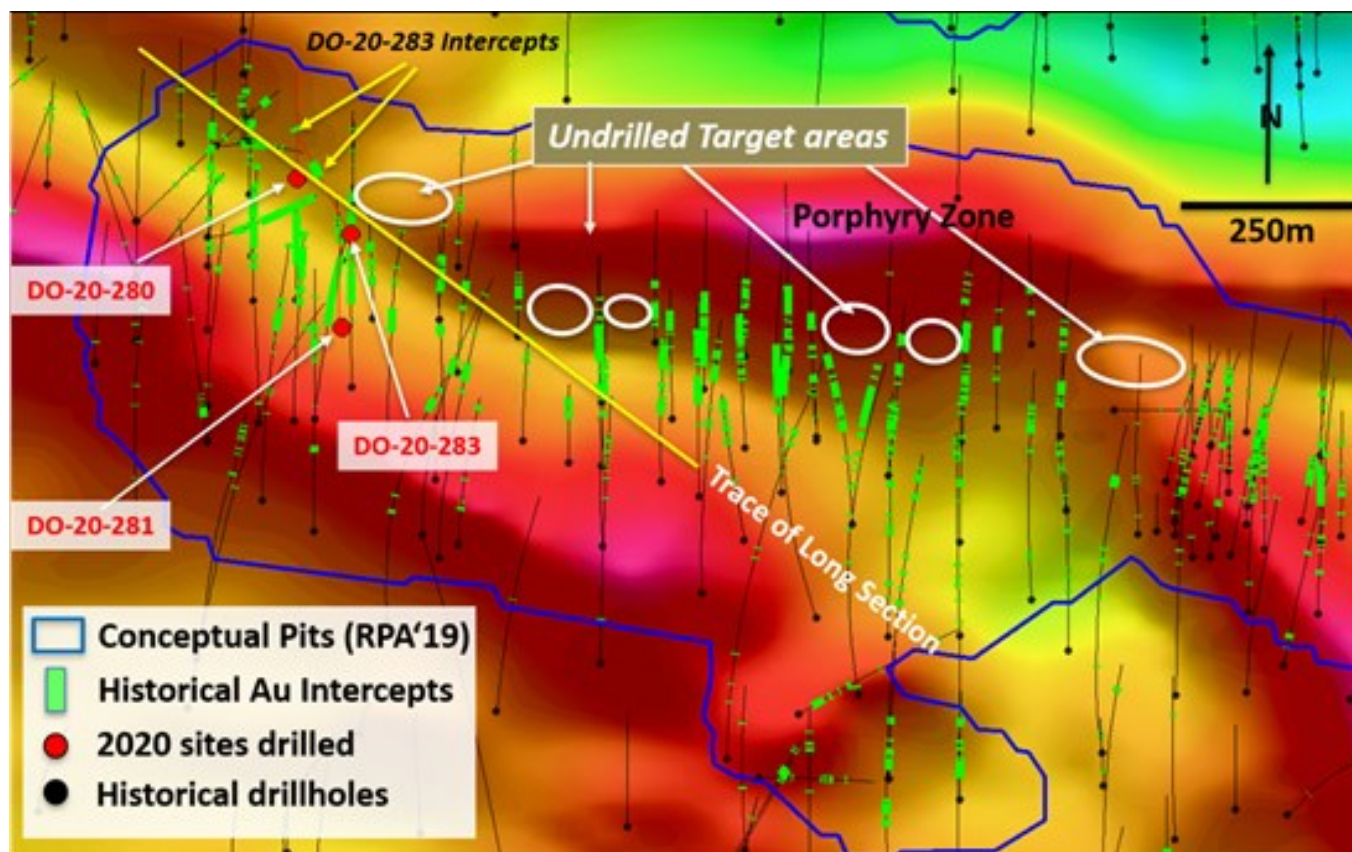 DO-20-283 Intercepts
Undrilled Target areas
N
Porphyry Zone
250m
DO-20-280
DO-20-283
DO-20-281
Trace of Long Section
Conceptual Pits (RPA‘19)
Historical Au Intercepts
2020 sites drilled
Historical drillholes